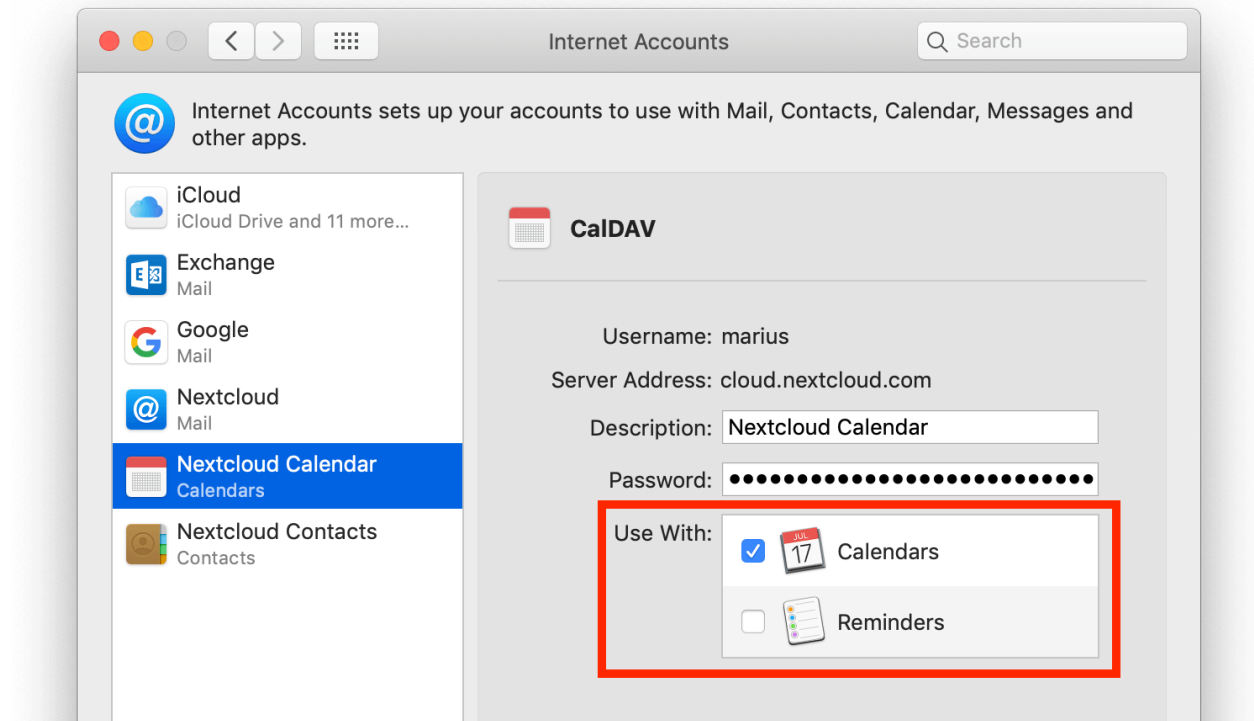 Internet Accounts
Search
Internet Accounts sets up your accounts to use with Mail, Contacts, Calendar, Messages and
other apps.
iCloud
iCloud Drive and 11 more...
Exchange
Mail
Google
Mail
Nextcloud
Mail
Nextcloud Calendar
Calendars
Nextcloud Contacts
Contacts
CalDAV
Username: marius
Server Address: cloud.nextcloud.com
Description: Nextcloud Calendar
Password: ●●●●●●●●●●●●●●●●●●●●●●●●●●●
Use With:
JUL
17
Calendars
Reminders